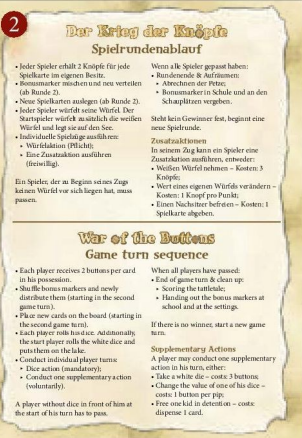 2
Der Krieg der Knöpfe
Spielrundenablauf
• Jeder Spieler erhält 2 Knöpfe für jede
Spielkarte im eigenen Besitz.
• Bonusmarker mischen und neu verteilen
(ab Runde 2).
• Neue Spielkarten auslegen (ab Runde 2).
• Jeder Spieler würfelt seine Würfel. Der
Startspieler würfelt zusätzlich die weißen
Würfel und legt sie auf den See.
• Individuelle Spielzüge ausführen:
• Würfelaktion (Pflicht);
• Eine Zusatzaktion ausführen
(freiwillig).
Ein Spieler, der zu Beginn seines Zugs
keinen Würfel vor sich liegen hat, muss
passen.
Wenn alle Spieler gepasst haben:
• Rundenende & Aufräumen:
• Abrechnen der Petze;
• Bonusmarker in Schule und an den
Schauplätzen vergeben.
Steht kein Gewinner fest, beginnt eine
neue Spielrunde.
Zusatzaktionen
In seinem Zug kann ein Spieler eine
Zusatzaktion ausführen, entweder:
• Weißen Würfel nehmen – Kosten: 3
Knöpfe;
• Wert eines eigenen Würfels verändern –
Kosten: 1 Knopf pro Punkt;
• Einen Nachsitzer befreien – Kosten: 1
Spielkarte abgeben.
War of the Buttons
Game turn sequence
• Each player receives 2 buttons per card
in his possession.
• Shuffle bonus markers and newly
distribute them (starting in the second
game turn).
• Place new cards on the board (starting in
the second game turn).
• Each player rolls his dice. Additionally,
the start player rolls the white dice and
puts them on the lake.
• Conduct individual player turns:
• Dice action (mandatory);
• Conduct one supplementary action
(voluntarily).
A player without dice in front of him at
the start of his turn has to pass.
When all players have passed:
• End of game turn & clean up:
• Scoring the tattletale;
• Handing out the bonus markers at
school and at the settings.
If there is no winner, start a new game
turn.
Supplementary Actions
A player may conduct one supplementary
action in his turn, either:
• Take a white die – costs: 3 buttons;
• Change the value of one of his dice –
costs: 1 button per pip;
• Free one kid in detention – costs:
dispense 1 card.